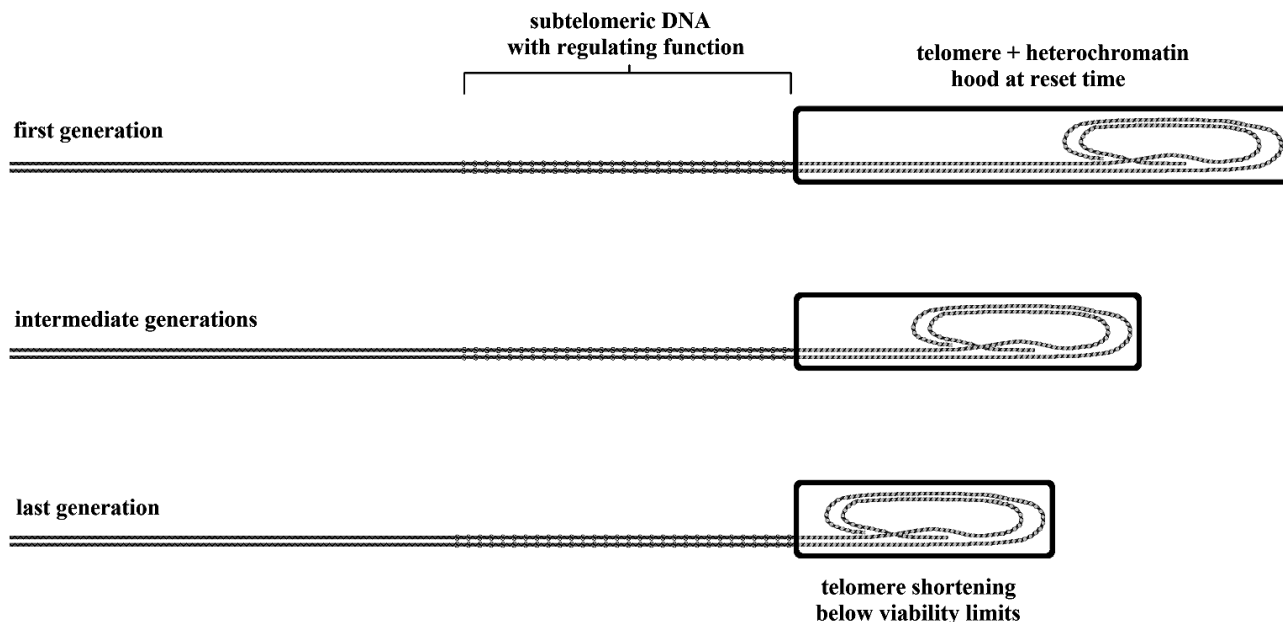 subtelomeric DNA
with regulating function
telomere + heterochromatin
hood at reset time
first generation
intermediate generations
last generation
telomere shortening
below viability limits